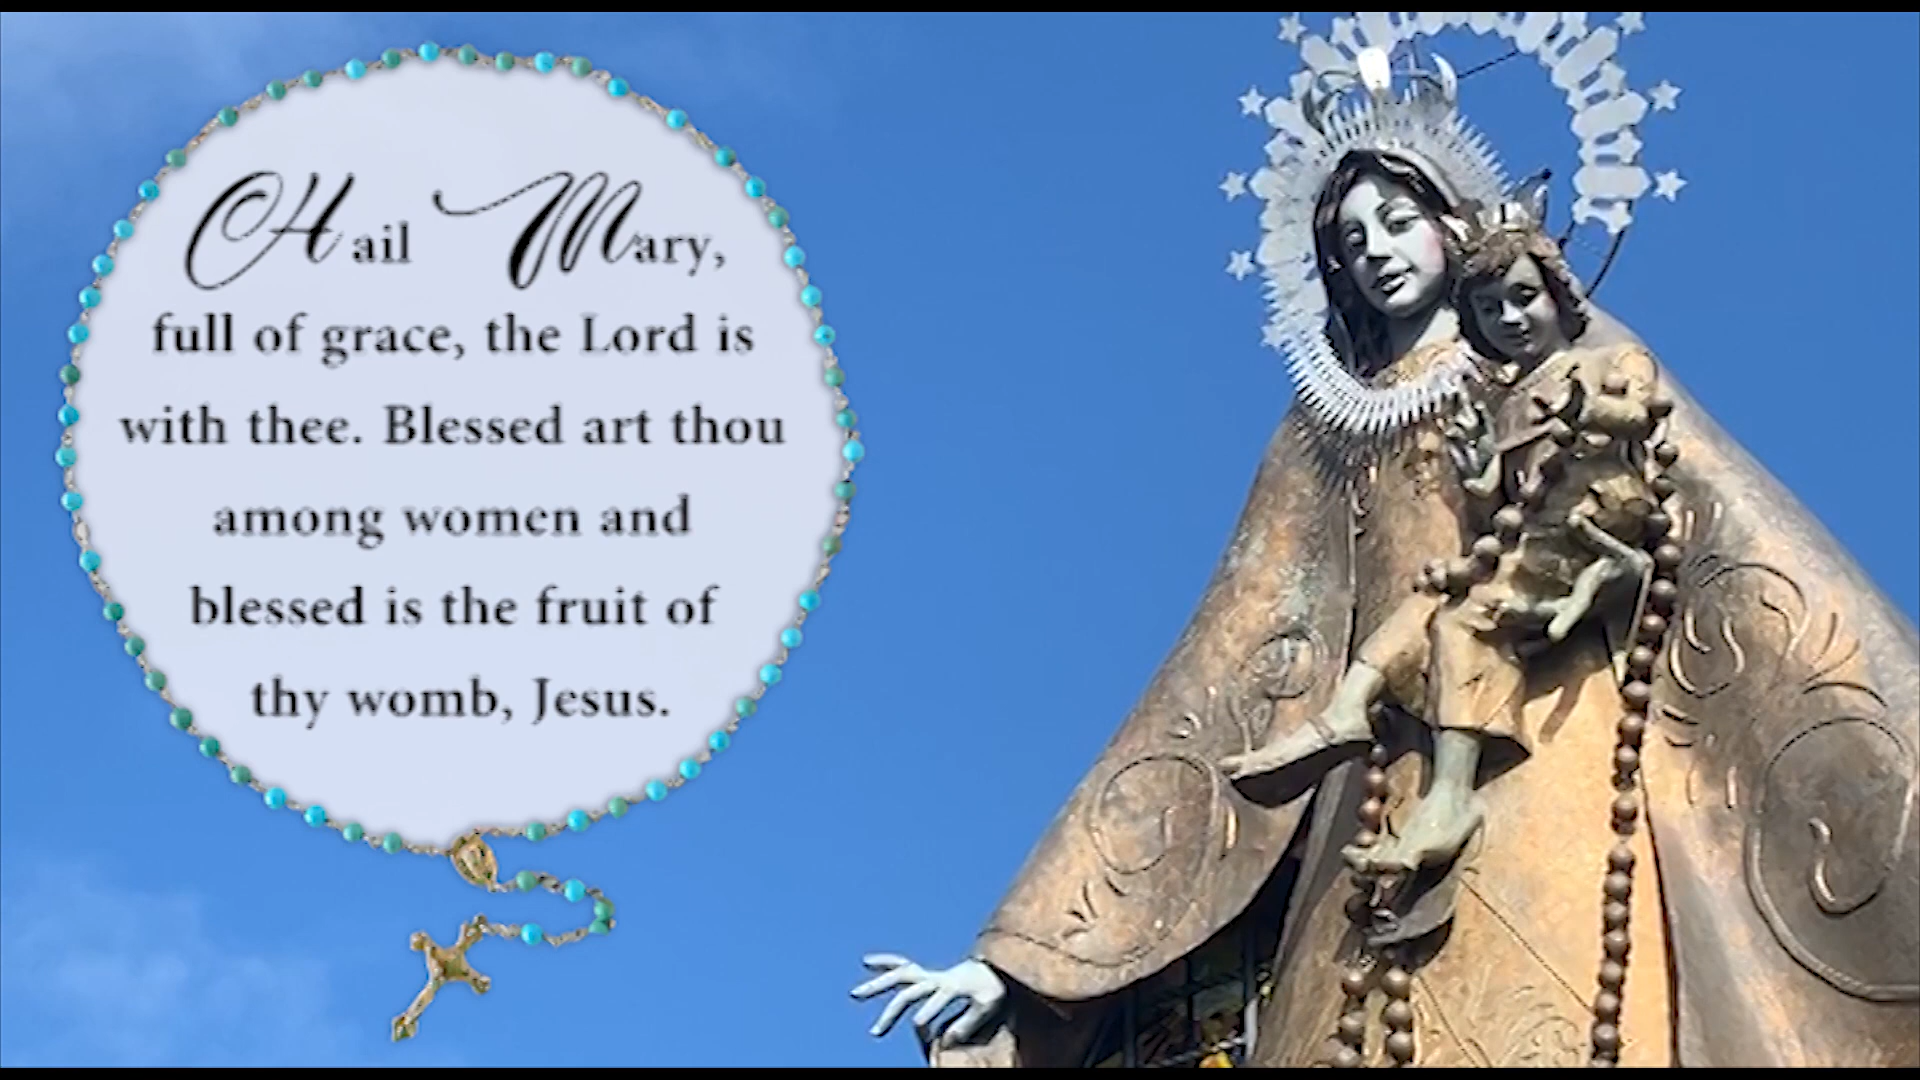 Hail Mary,
full of grace, the Lord is
with thee. Blessed art thou
among women and
blessed is the fruit of
thy womb, Jesus.